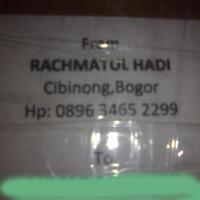 From
RACHMATUL HADI
Cibinong,Bogor
Hp: 0896 3465 2299
To